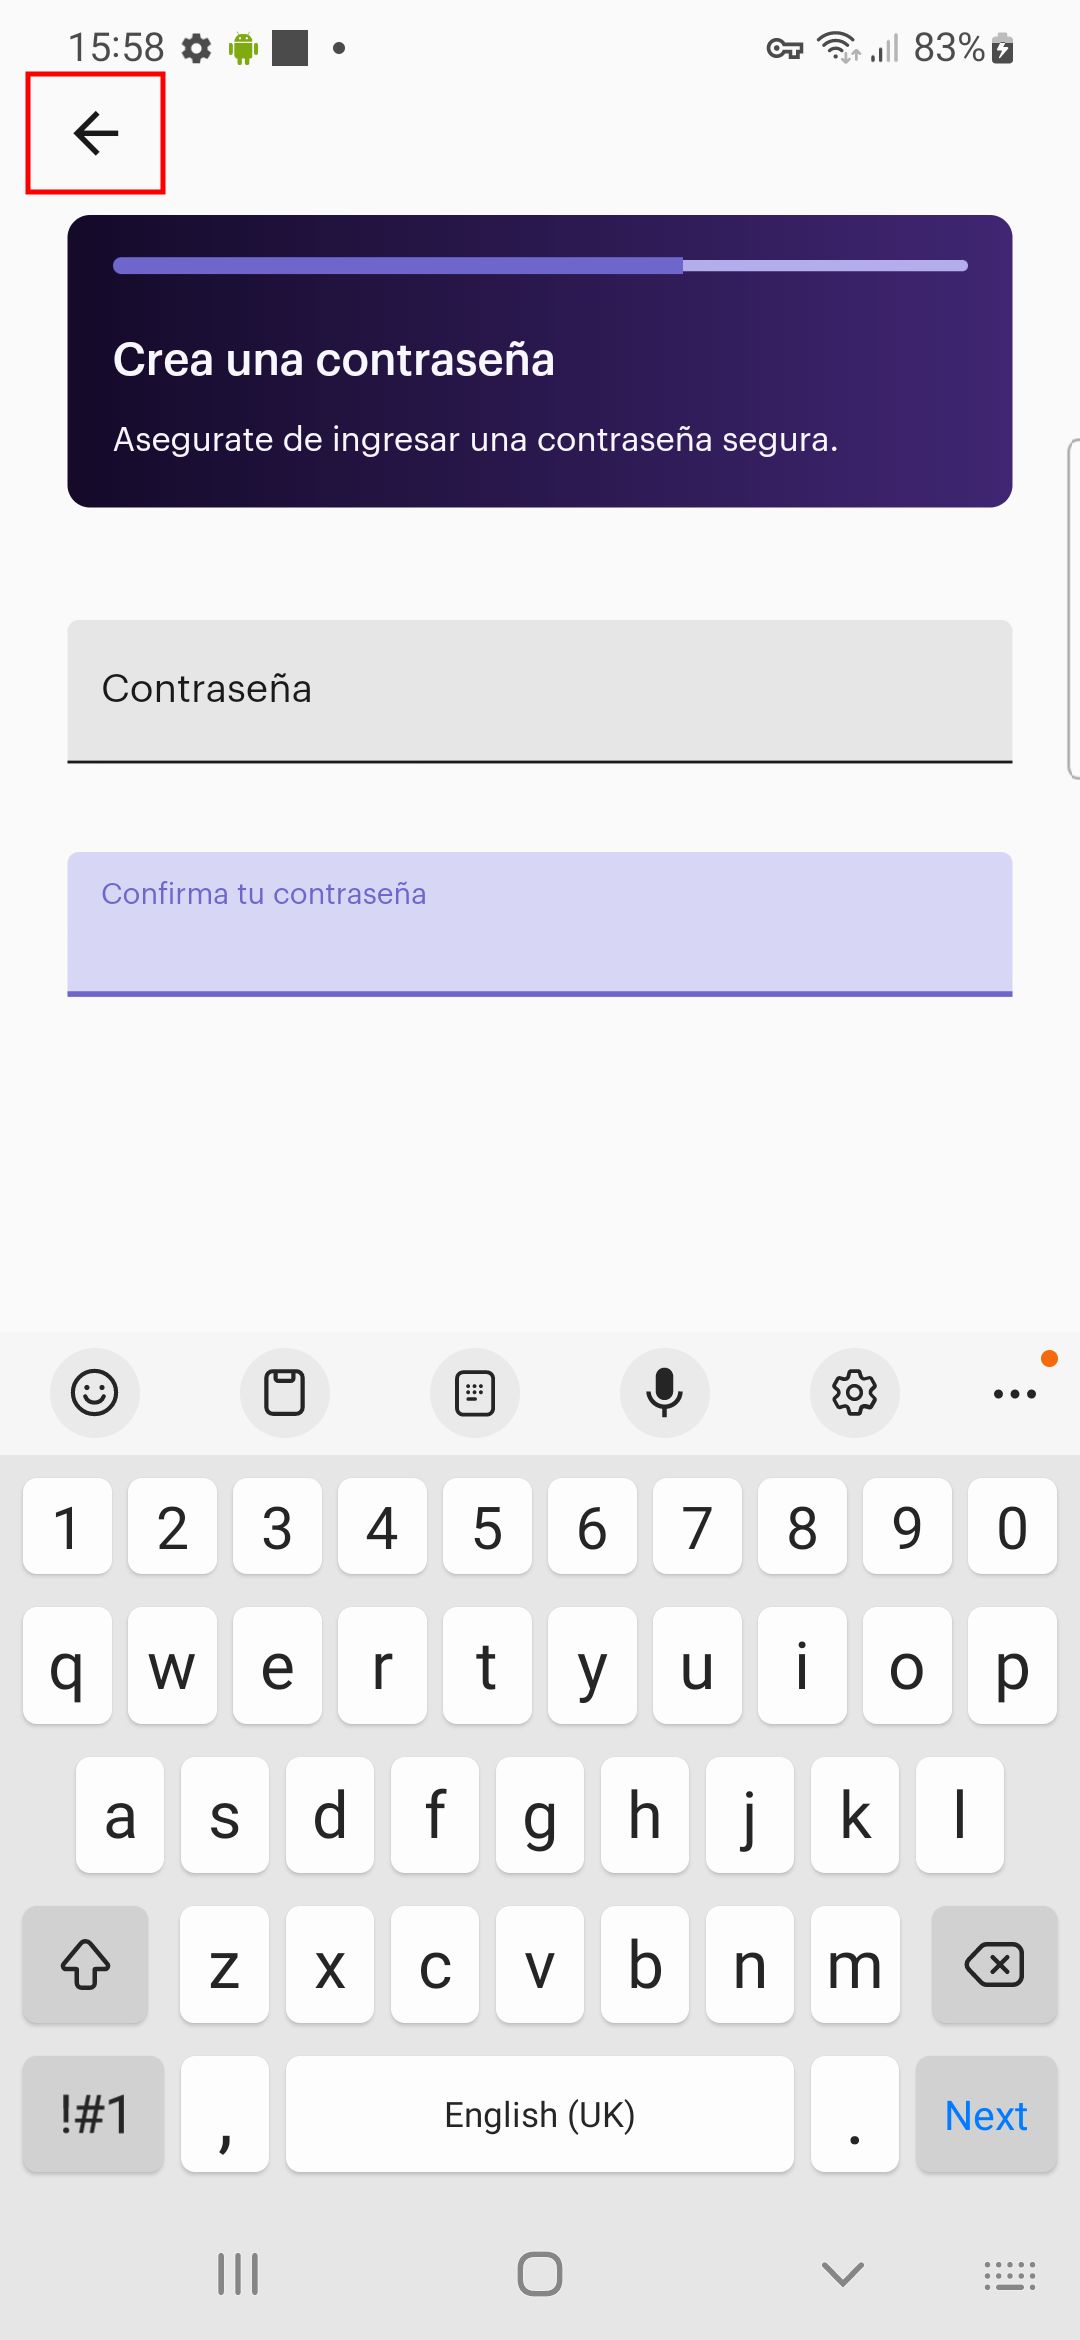 15:58
83%
Crea una contraseña
Asegurate de ingresar una contraseña segura.
Contraseña
Confirma tu contraseña
1 2 3 4 5 6 7 8 9 0
q w e r t y u i o p
a s d f g h j k l
z x c v b n m
!#1 , English (UK) . Next